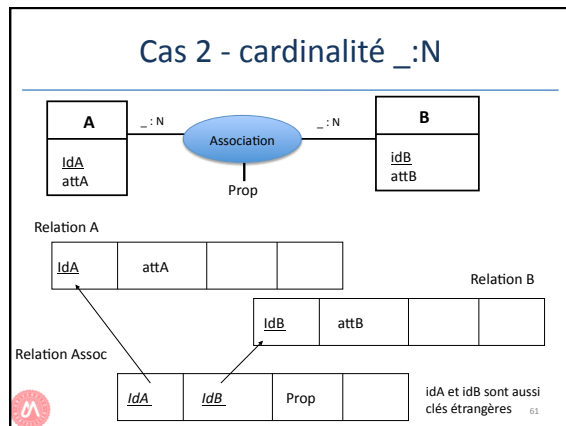 Cas 2 - cardinalité _:N
A
_ : N
Association
_ : N
B
IdA
attA
Prop
idB
attB
Relation A
IdA attA
Relation B
IdB attB
Relation Assoc
IdA IdB Prop
idA et idB sont aussi
clés étrangères 61